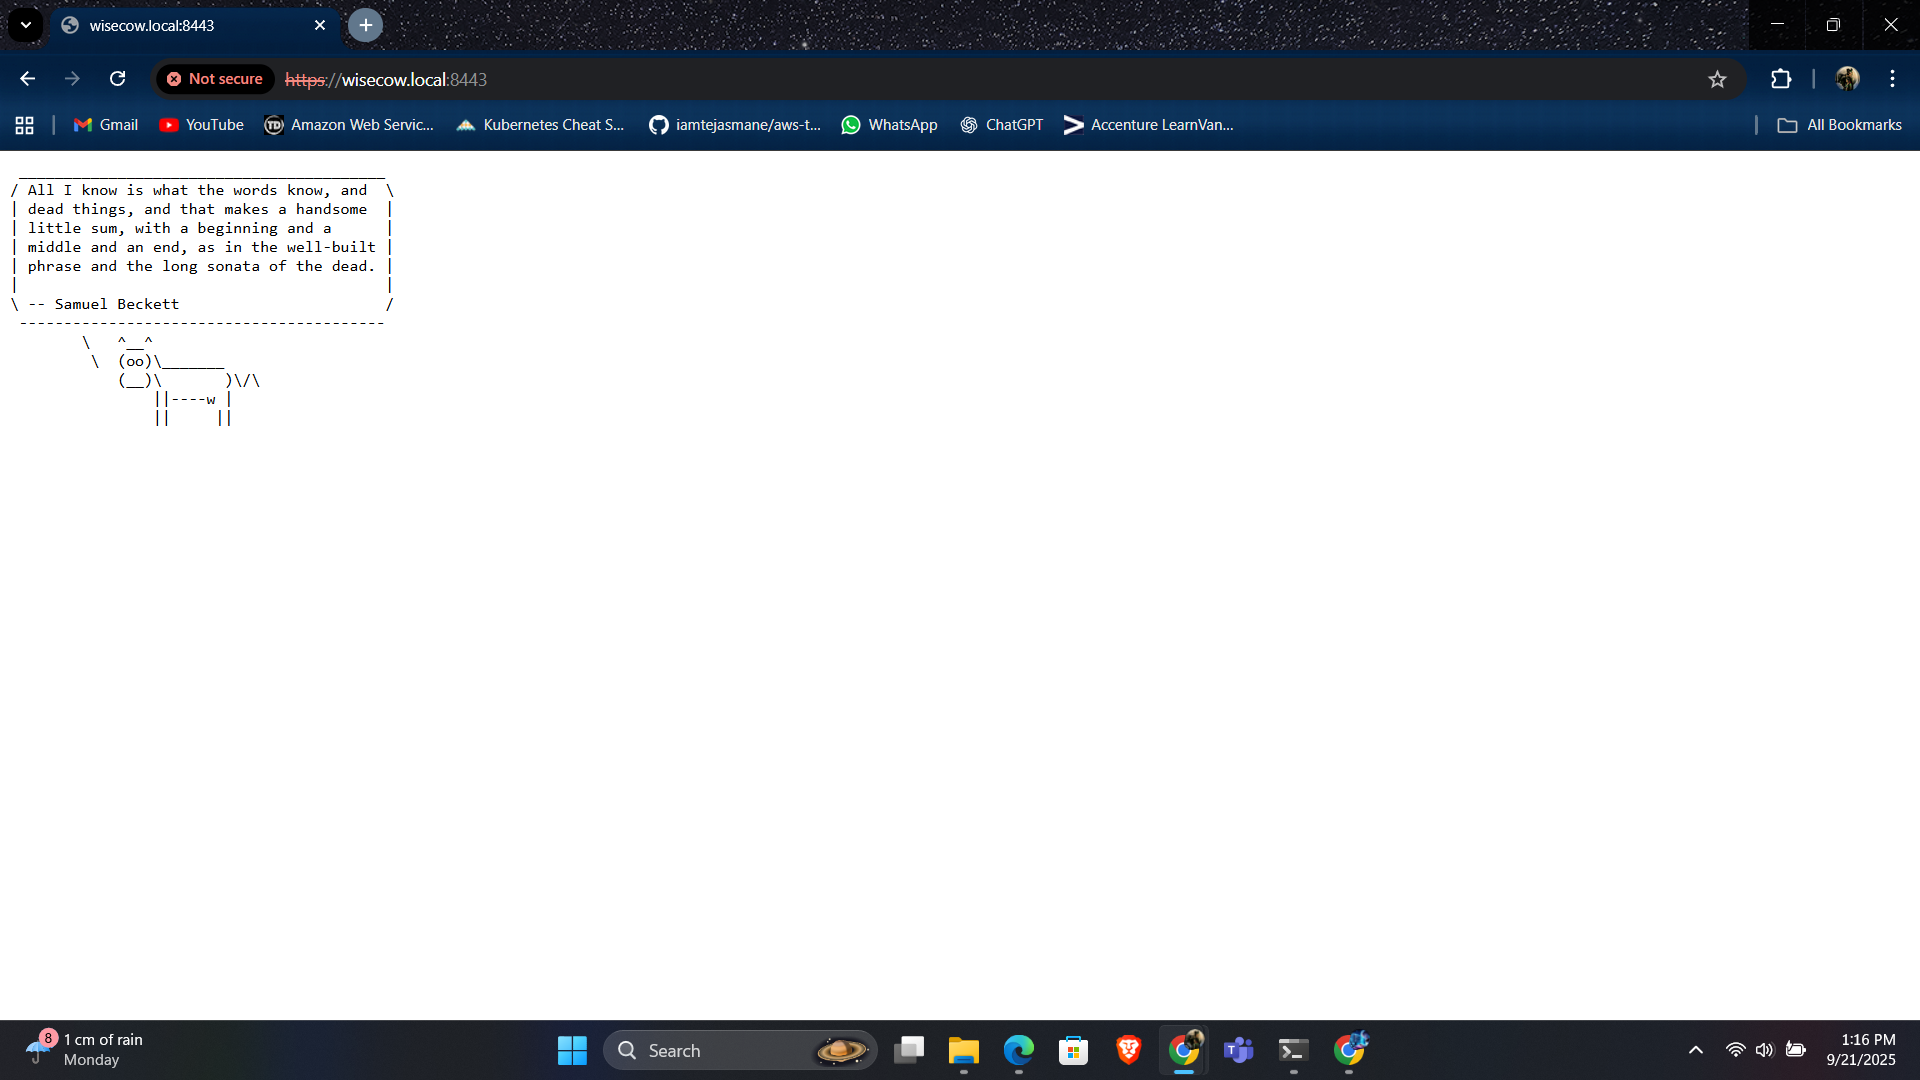 wisecow.local:8443
Not secure https://wisecow.local:8443
Gmail YouTube Amazon Web Servic... Kubernetes Cheat S... iamtejasmane/aws-t... WhatsApp ChatGPT Accenture LearnVan... All Bookmarks
 _________________________________________
/ All I know is what the words know, and  \
| dead things, and that makes a handsome  |
| little sum, with a beginning and a      |
| middle and an end, as in the well-built |
| phrase and the long sonata of the dead. |
|                                         |
\ -- Samuel Beckett                       /
 -----------------------------------------
        \   ^__^
         \  (oo)\_______
            (__)\       )\/\
                ||----w |
                ||     ||
8 1 cm of rain
Monday
Search
1:16 PM
9/21/2025